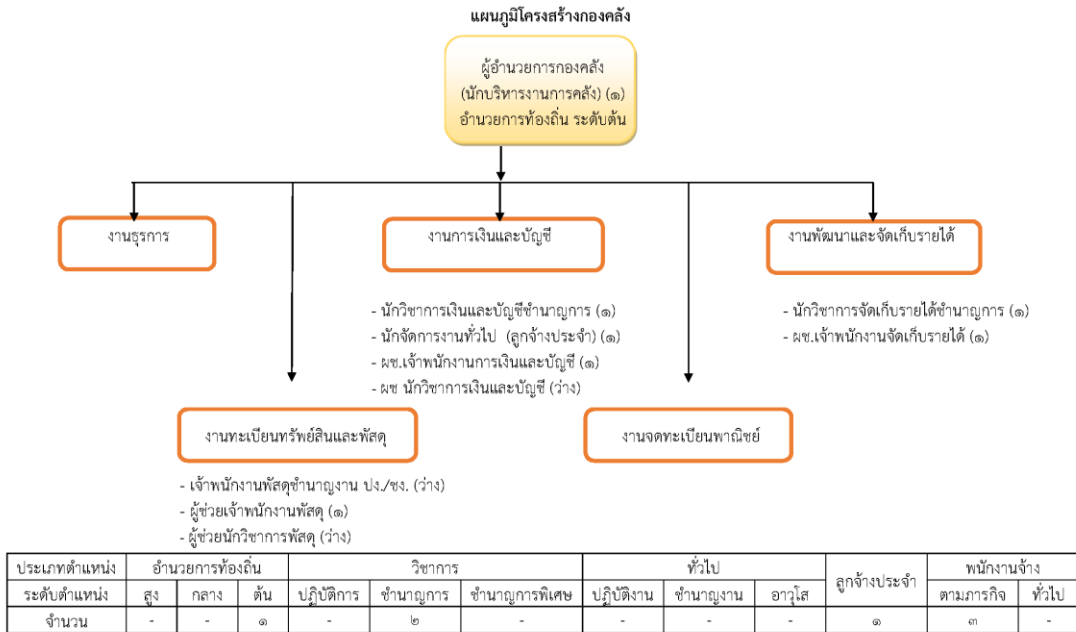 แผนภูมิโครงสร้างกองคลัง
ผู้อำนวยการกองคลัง
(นักบริหารงานการคลัง) (๑)
อำนวยการท้องถิ่น ระดับต้น
งานธุรการ
งานการเงินและบัญชี
งานพัฒนาและจัดเก็บรายได้
- นักวิชาการเงินและบัญชีชำนาญการ (๑)
- นักจัดการงานทั่วไป (ลูกจ้างประจำ) (๑)
- ผช.เจ้าพนักงานการเงินและบัญชี (๑)
- ผช นักวิชาการเงินและบัญชี (ว่าง)
- นักวิชาการจัดเก็บรายได้ชำนาญการ (๑)
- ผช.เจ้าพนักงานจัดเก็บรายได้ (๑)
งานทะเบียนทรัพย์สินและพัสดุ
งานจดทะเบียนพาณิชย์
- เจ้าพนักงานพัสดุชำนาญงาน ปง./ชง. (ว่าง)
- ผู้ช่วยเจ้าพนักงานพัสดุ (๑)
- ผู้ช่วยนักวิชาการพัสดุ (ว่าง)
ประเภทตำแหน่ง อำนวยการท้องถิ่น วิชาการ ทั่วไป ลูกจ้างประจำ พนักงานจ้าง
ระดับตำแหน่ง สูง กลาง ต้น ปฏิบัติการ ชำนาญการ ชำนาญการพิเศษ ปฏิบัติงาน ชำนาญงาน อาวุโส ตามภารกิจ ทั่วไป
จำนวน - - ๑ - ๒ - - - - ๑ ๓ -